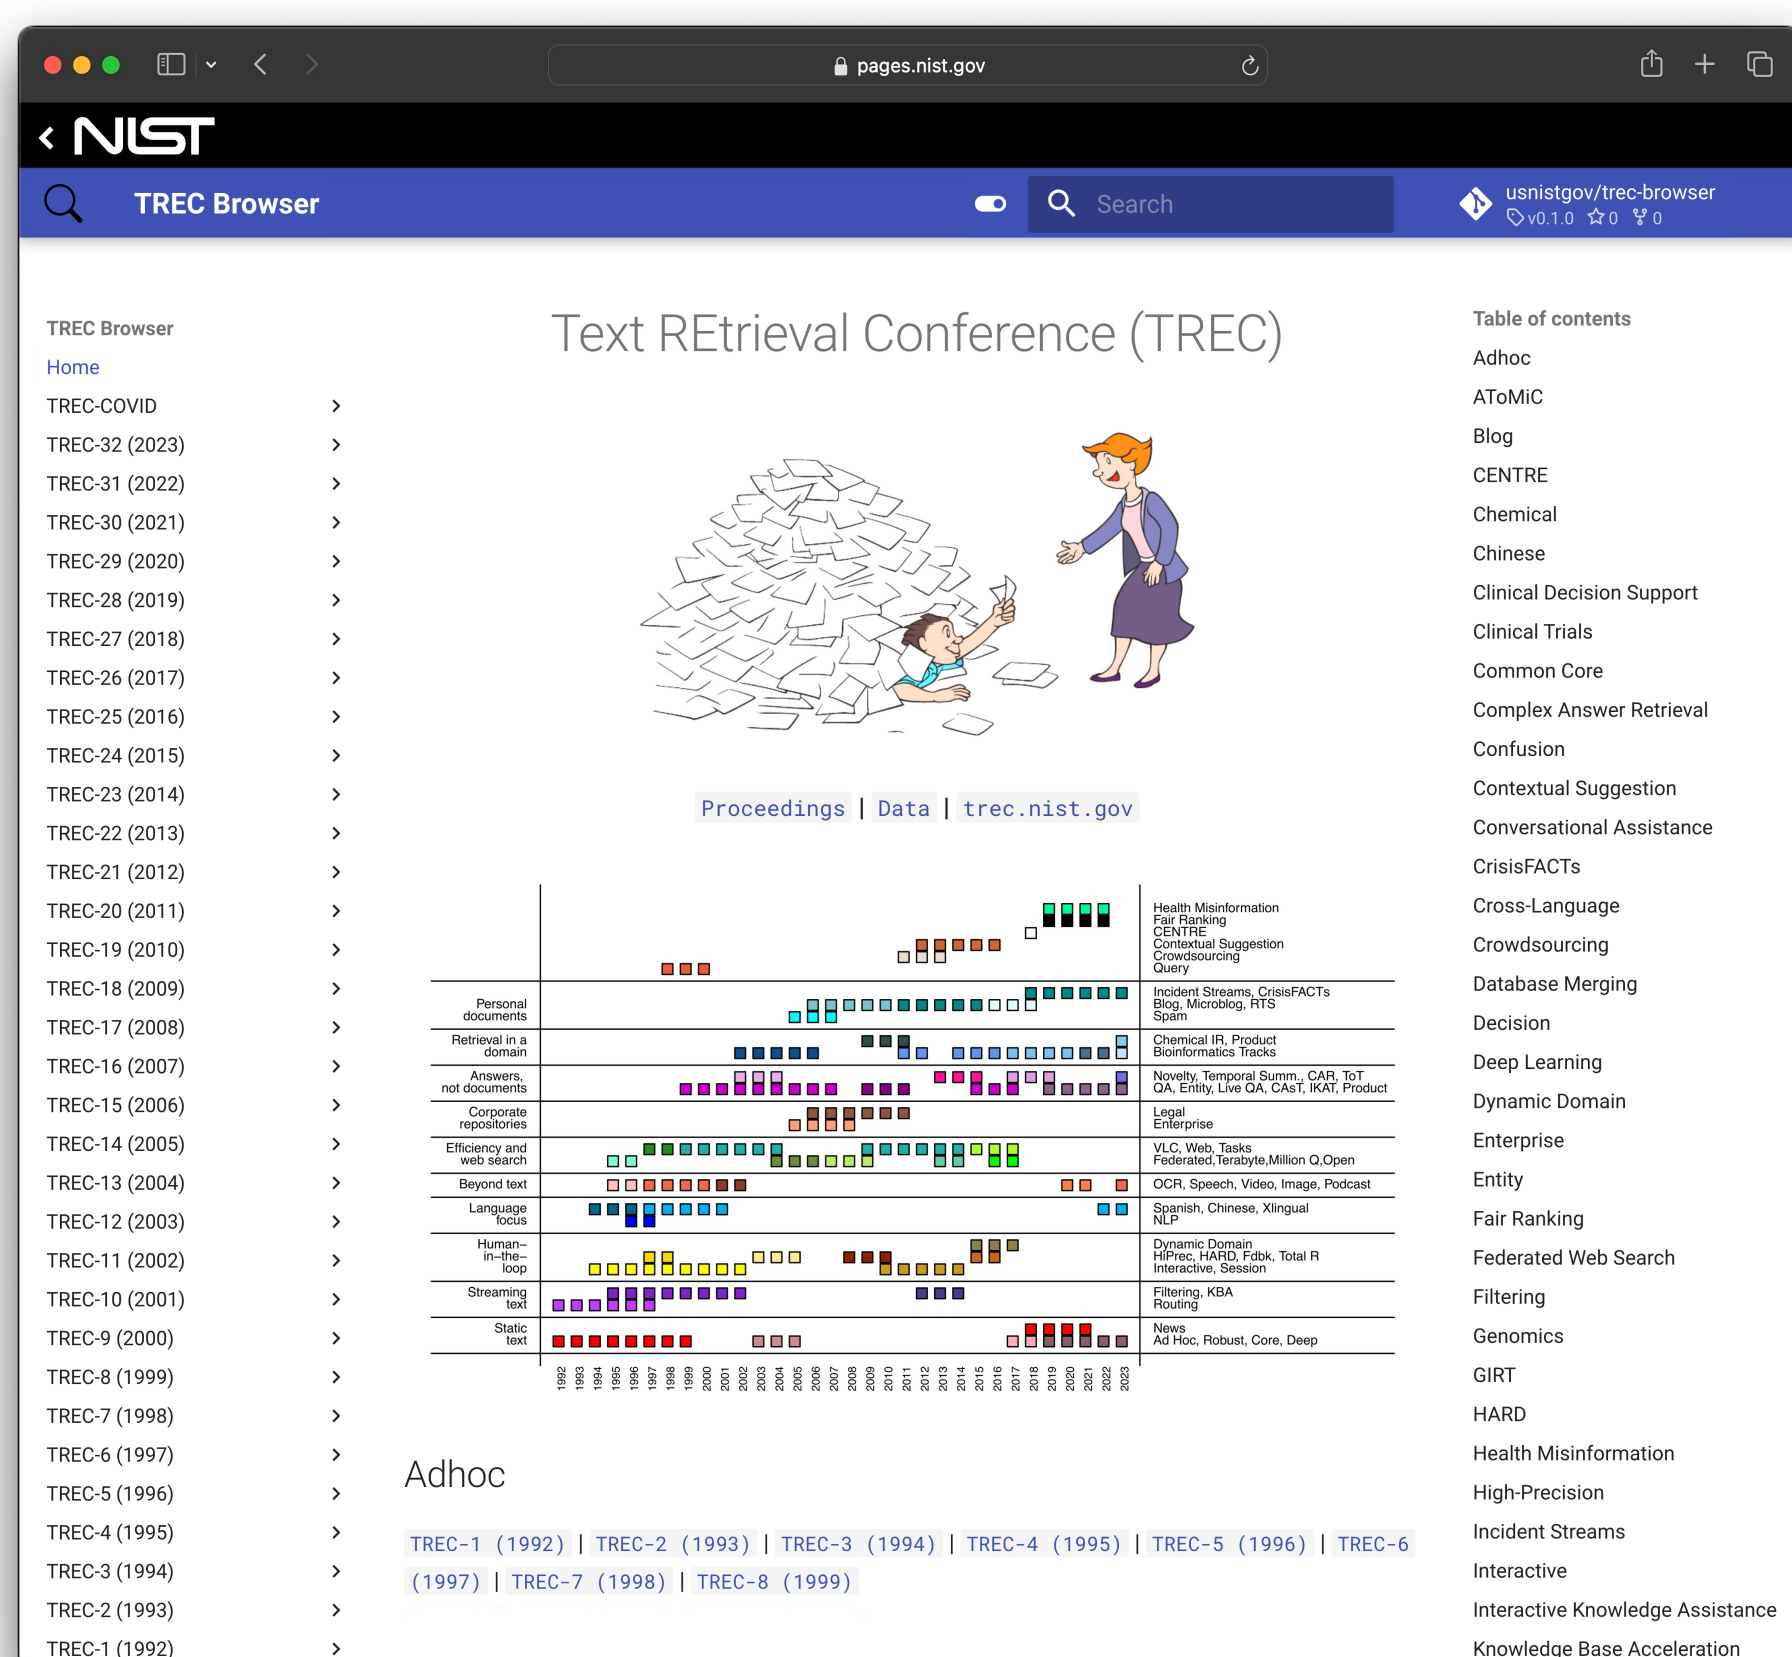 pages.nist.gov
NIST
TREC Browser
Search
usnistgov/trec-browser
v0.1.0 0 0
TREC Browser
Home
TREC-COVID
TREC-32 (2023)
TREC-31 (2022)
TREC-30 (2021)
TREC-29 (2020)
TREC-28 (2019)
TREC-27 (2018)
TREC-26 (2017)
TREC-25 (2016)
TREC-24 (2015)
TREC-23 (2014)
TREC-22 (2013)
TREC-21 (2012)
TREC-20 (2011)
TREC-19 (2010)
TREC-18 (2009)
TREC-17 (2008)
TREC-16 (2007)
TREC-15 (2006)
TREC-14 (2005)
TREC-13 (2004)
TREC-12 (2003)
TREC-11 (2002)
TREC-10 (2001)
TREC-9 (2000)
TREC-8 (1999)
TREC-7 (1998)
TREC-6 (1997)
TREC-5 (1996)
TREC-4 (1995)
TREC-3 (1994)
TREC-2 (1993)
TREC-1 (1992)
Text REtrieval Conference (TREC)
Proceedings | Data | trec.nist.gov
Health Misinformation
Fair Ranking
CENTRE
Contextual Suggestion
Crowdsourcing
Query
Personal
documents
Incident Streams, CrisisFACTs
Blog, Microblog, RTS
Spam
Retrieval in a
domain
Chemical IR, Product
Bioinformatics Tracks
Answers,
not documents
Novelty, Temporal Summ., CAR, ToT
QA, Entity, Live QA, CAsT, IKAT, Product
Corporate
repositories
Legal
Enterprise
Efficiency and
web search
VLC, Web, Tasks
Federated,Terabyte,Million Q,Open
Beyond text
OCR, Speech, Video, Image, Podcast
Language
focus
Spanish, Chinese, Xlingual
NLP
Human–
in–the–
loop
Dynamic Domain
HiPrec, HARD, Fdbk, Total R
Interactive, Session
Streaming
text
Filtering, KBA
Routing
Static
text
News
Ad Hoc, Robust, Core, Deep
1992 1993 1994 1995 1996 1997 1998 1999 2000 2001 2002 2003 2004 2005 2006 2007 2008 2009 2010 2011 2012 2013 2014 2015 2016 2017 2018 2019 2020 2021 2022 2023
Adhoc
TREC-1 (1992) | TREC-2 (1993) | TREC-3 (1994) | TREC-4 (1995) | TREC-5 (1996) | TREC-6
(1997) | TREC-7 (1998) | TREC-8 (1999)
Table of contents
Adhoc
AToMiC
Blog
CENTRE
Chemical
Chinese
Clinical Decision Support
Clinical Trials
Common Core
Complex Answer Retrieval
Confusion
Contextual Suggestion
Conversational Assistance
CrisisFACTs
Cross-Language
Crowdsourcing
Database Merging
Decision
Deep Learning
Dynamic Domain
Enterprise
Entity
Fair Ranking
Federated Web Search
Filtering
Genomics
GIRT
HARD
Health Misinformation
High-Precision
Incident Streams
Interactive
Interactive Knowledge Assistance
Knowledge Base Acceleration